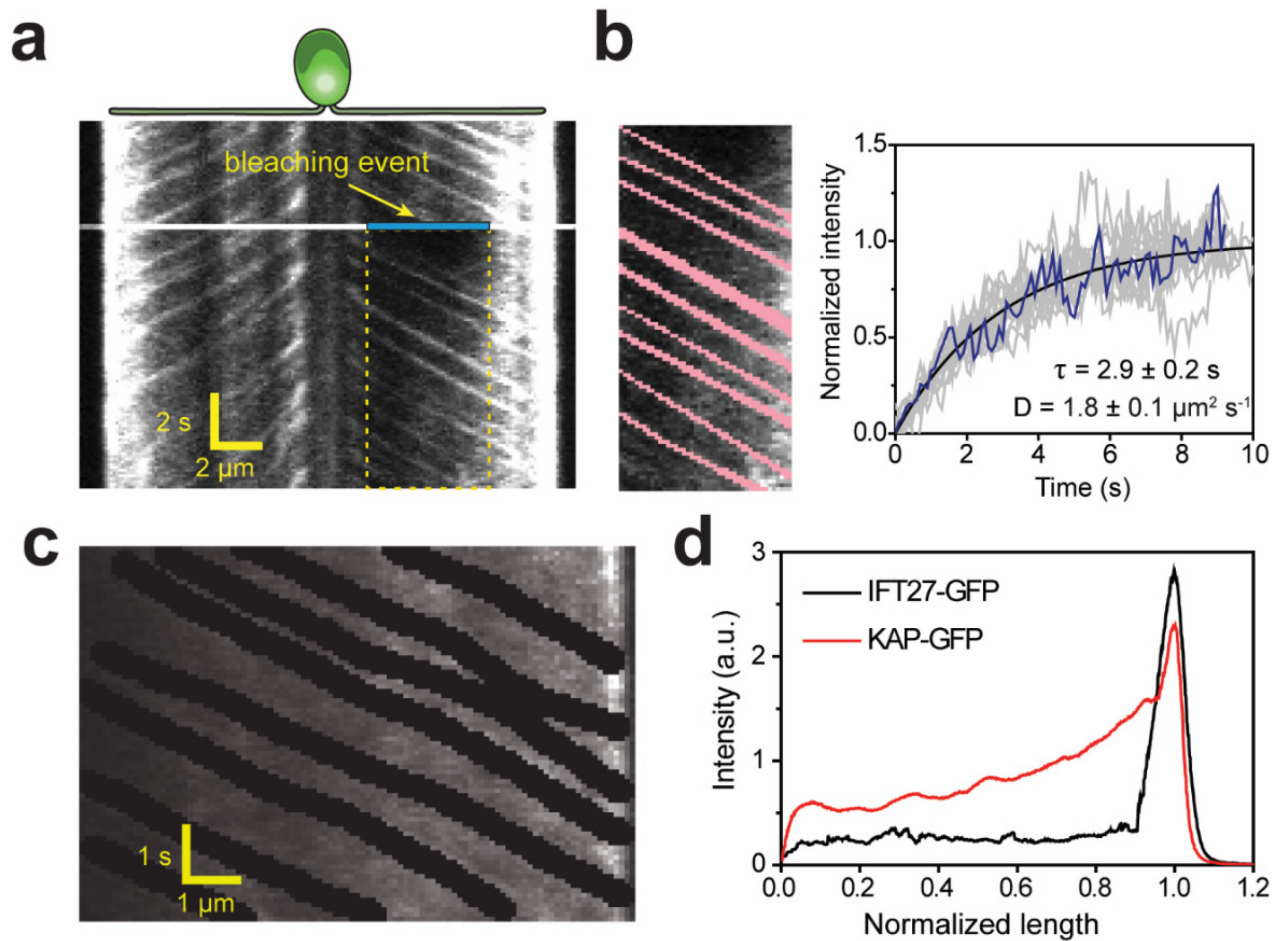 a
bleaching event
2 s
2 μm
b
Normalized intensity
1.5
1.0
0.5
0.0
τ = 2.9 ± 0.2 s
D = 1.8 ± 0.1 μm² s⁻¹
0 2 4 6 8 10
Time (s)
c
1 s
1 μm
d
Intensity (a.u.)
3
2
1
0
IFT27-GFP
KAP-GFP
0.0 0.2 0.4 0.6 0.8 1.0 1.2
Normalized length